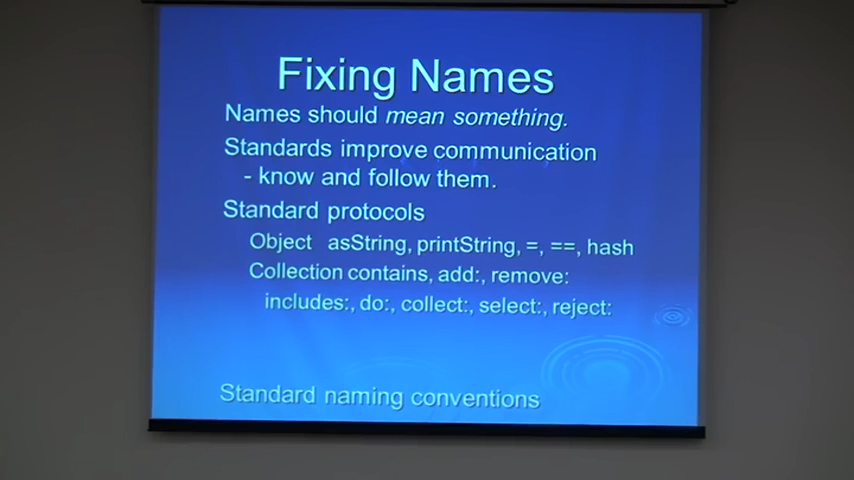 Fixing Names
Names should mean something.
Standards improve communication
- know and follow them.
Standard protocols
Object asString, printString, =, ==, hash
Collection contains, add:, remove:
includes:, do:, collect:, select:, reject:
Standard naming conventions